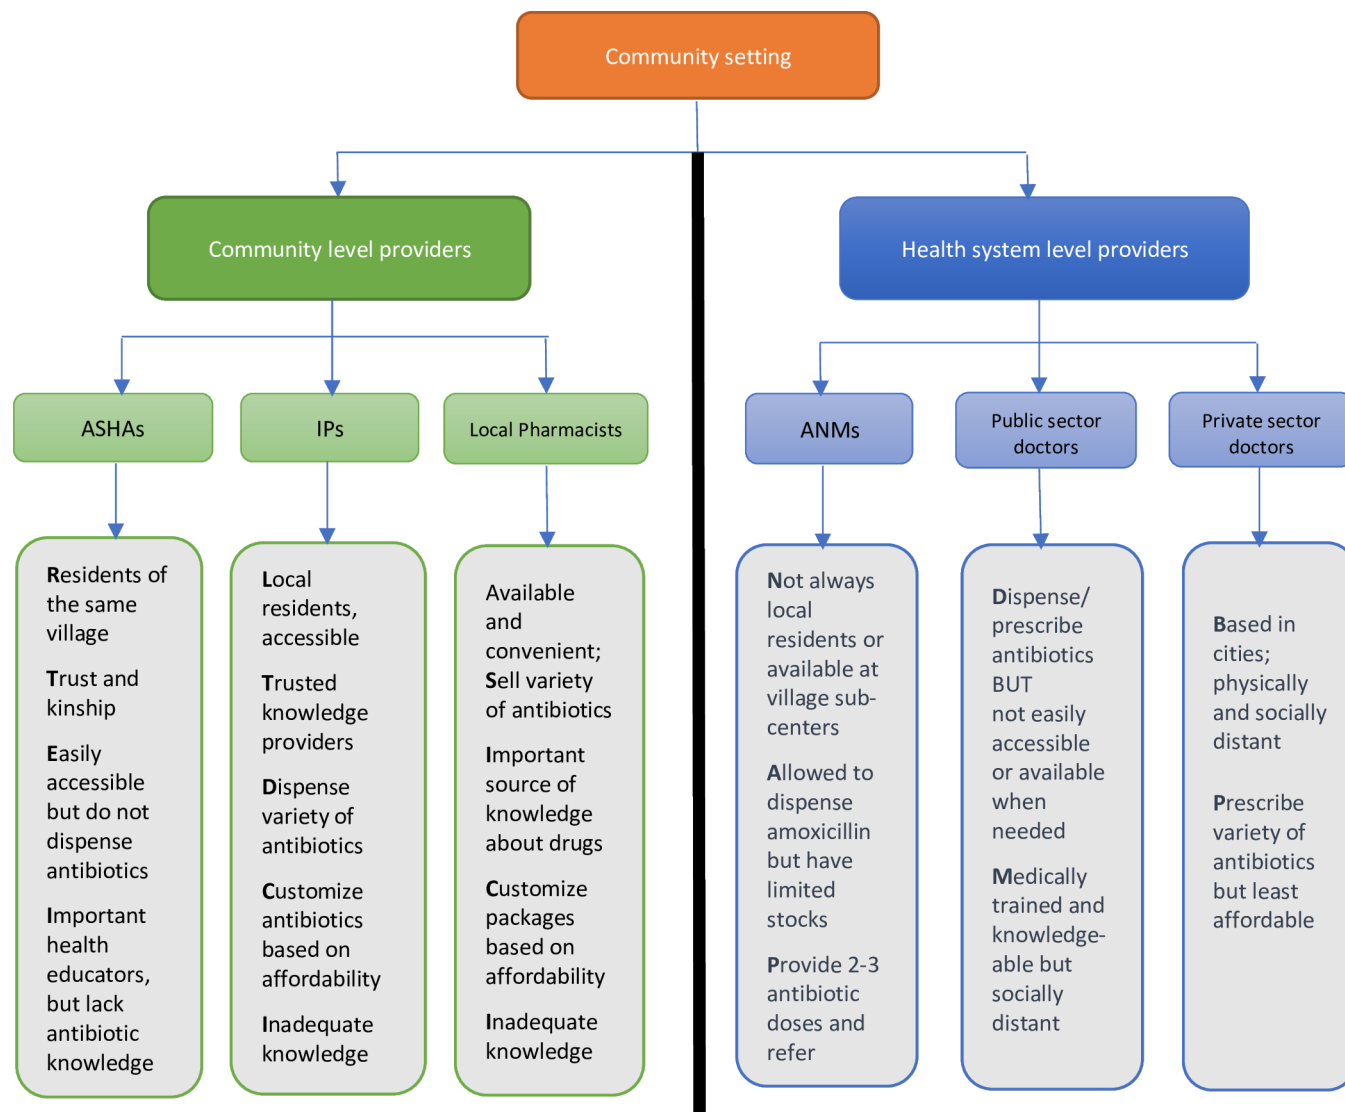 Community setting
Community level providers
Health system level providers
ASHAs
IPs
Local Pharmacists
ANMs
Public sector
doctors
Private sector
doctors
Residents of
the same
village
Trust and
kinship
Easily
accessible
but do not
dispense
antibiotics
Important
health
educators,
but lack
antibiotic
knowledge
Local
residents,
accessible
Trusted
knowledge
providers
Dispense
variety of
antibiotics
Customize
antibiotics
based on
affordability
Inadequate
knowledge
Available
and
convenient;
Sell variety
of antibiotics
Important
source of
knowledge
about drugs
Customize
packages
based on
affordability
Inadequate
knowledge
Not always
local
residents or
available at
village sub-
centers
Allowed to
dispense
amoxicillin
but have
limited
stocks
Provide 2-3
antibiotic
doses and
refer
Dispense/
prescribe
antibiotics
BUT
not easily
accessible
or available
when
needed
Medically
trained and
knowledge-
able but
socially
distant
Based in
cities;
physically
and socially
distant
Prescribe
variety of
antibiotics
but least
affordable